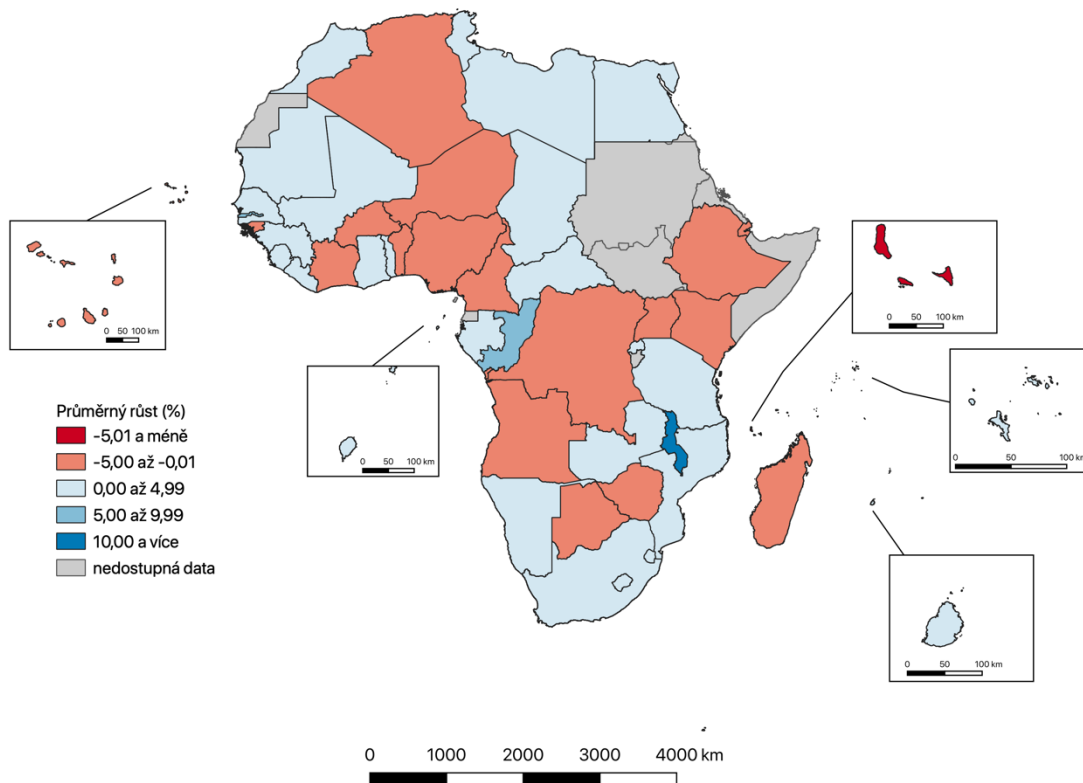 0 50 100 km
0 50 100 km
0 50 100 km
0 50 100 km
0 50 100 km
Průměrný růst (%)
-5,01 a méně
-5,00 až -0,01
0,00 až 4,99
5,00 až 9,99
10,00 a více
nedostupná data
0 1000 2000 3000 4000 km